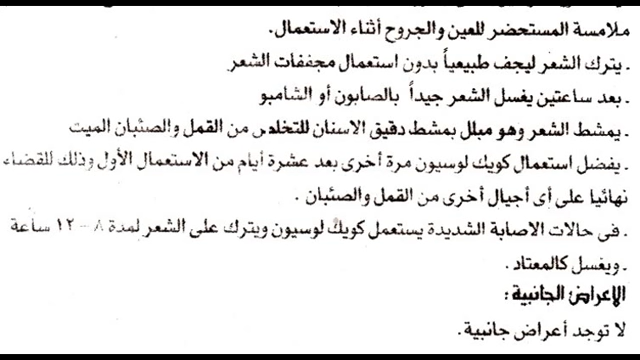 ملامسة المستحضر للعين والجروح أثناء الاستعمال.
ـ يترك الشعر ليجف طبيعياً بدون استعمال مجففات الشعر
ـ بعد ساعتين يغسل الشعر جيداً بالصابون أو الشامبو
ـ يمشط الشعر وهو مبلل بمشط دقيق الاسنان للتخلص من القمل والصئبان الميت
ـ يفضل استعمال كويك لوسيون مرة أخرى بعد عشرة أيام من الاستعمال الأول وذلك للقضاء
نهائيا على أى أجيال أخرى من القمل والصئبان .
ـ فى حالات الاصابة الشديدة يستعمل كويك لوسيون ويترك على الشعر لمدة ٨ – ١٢ ساعة
ـ ويغسل كالمعتاد .
الإعراض الجانبية :
لا توجد أعراض جانبية.